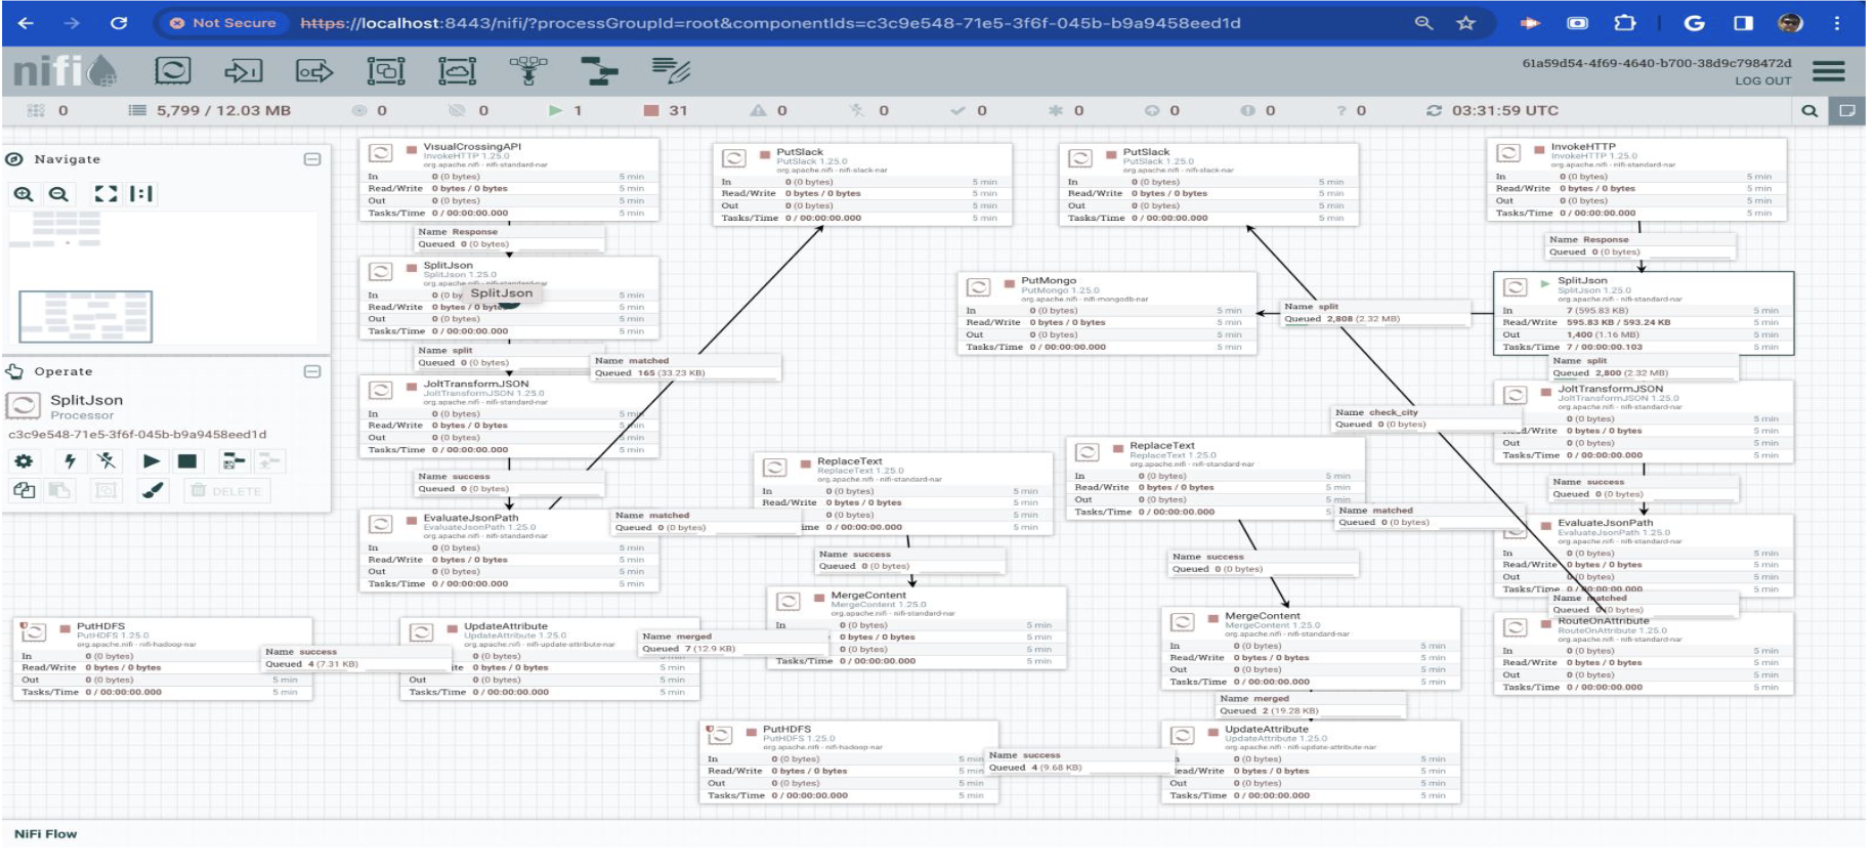 Not Secure https://localhost:8443/nifi/?processGroupId=root&componentIds=c3c9e548-71e5-3f6f-045b-b9a9458eed1d
nifi
61a59d54-4f69-4640-b700-38d9c798472d
LOG OUT
0 5,799 / 12.03 MB 0 0 1 31 0 0 0 0 0 0 0 03:31:59 UTC
Navigate
Operate
SplitJson
Processor
c3c9e548-71e5-3f6f-045b-b9a9458eed1d
DELETE
VisualCrossingAPI
InvokeHTTP 1.25.0
org.apache.nifi - nifi-standard-nar
In 0 (0 bytes) 5 min
Read/Write 0 bytes / 0 bytes 5 min
Out 0 (0 bytes) 5 min
Tasks/Time 0 / 00:00:00.000 5 min
Name Response
Queued 0 (0 bytes)
SplitJson
SplitJson 1.25.0
org.apache.nifi - nifi-standard-nar
SplitJson
In 0 (0 by 5 min
Read/Write 0 bytes / 0 bytes 5 min
Out 0 (0 bytes) 5 min
Tasks/Time 0 / 00:00:00.000 5 min
Name split
Queued 0 (0 bytes)
Name matched
Queued 165 (33.23 KB)
JoltTransformJSON
JoltTransformJSON 1.25.0
org.apache.nifi - nifi-standard-nar
In 0 (0 bytes) 5 min
Read/Write 0 bytes / 0 bytes 5 min
Out 0 (0 bytes) 5 min
Tasks/Time 0 / 00:00:00.000 5 min
Name success
Queued 0 (0 bytes)
EvaluateJsonPath
EvaluateJsonPath 1.25.0
org.apache.nifi - nifi-standard-nar
In 0 (0 bytes) 5 min
Read/Write 0 bytes / 0 bytes 5 min
Out 0 (0 bytes) 5 min
Tasks/Time 0 / 00:00:00.000 5 min
PutSlack
PutSlack 1.25.0
org.apache.nifi - nifi-slack-nar
In 0 (0 bytes) 5 min
Read/Write 0 bytes / 0 bytes 5 min
Out 0 (0 bytes) 5 min
Tasks/Time 0 / 00:00:00.000 5 min
PutSlack
PutSlack 1.25.0
org.apache.nifi - nifi-slack-nar
In 0 (0 bytes) 5 min
Read/Write 0 bytes / 0 bytes 5 min
Out 0 (0 bytes) 5 min
Tasks/Time 0 / 00:00:00.000 5 min
InvokeHTTP
InvokeHTTP 1.25.0
org.apache.nifi - nifi-standard-nar
In 0 (0 bytes) 5 min
Read/Write 0 bytes / 0 bytes 5 min
Out 0 (0 bytes) 5 min
Tasks/Time 0 / 00:00:00.000 5 min
Name Response
Queued 0 (0 bytes)
PutMongo
PutMongo 1.25.0
org.apache.nifi - nifi-mongodb-nar
In 0 (0 bytes) 5 min
Read/Write 0 bytes / 0 bytes 5 min
Out 0 (0 bytes) 5 min
Tasks/Time 0 / 00:00:00.000 5 min
Name split
Queued 2,808 (2.32 MB)
SplitJson
SplitJson 1.25.0
org.apache.nifi - nifi-standard-nar
In 7 (595.83 KB) 5 min
Read/Write 595.83 KB / 593.24 KB 5 min
Out 1,400 (1.16 MB) 5 min
Tasks/Time 7 / 00:00:00.103 5 min
Name split
Queued 2,800 (2.32 MB)
JoltTransformJSON
JoltTransformJSON 1.25.0
org.apache.nifi - nifi-standard-nar
0 (0 bytes) 5 min
ad/Write 0 bytes / 0 bytes 5 min
Out 0 (0 bytes) 5 min
Tasks/Time 0 / 00:00:00.000 5 min
Name check_city
Queued 0 (0 bytes)
Name success
Queued 0 (0 bytes)
ReplaceText
ReplaceText 1.25.0
org.apache.nifi - nifi-standard-nar
In 0 (0 bytes) 5 min
Read/Write 0 bytes / 0 bytes 5 min
Out 0 (0 bytes) 5 min
Tasks/Time 0 / 00:00:00.000 5
Name matched
Queued 0 (0 bytes)
ReplaceText
ReplaceText 1.25.0
org.apache.nifi - nifi-standard-nar
In 0 (0 bytes) 5 min
Read/Write 0 bytes / 0 bytes 5 min
0 (0 bytes) 5 min
ime 0 / 00:00:00.000 5 min
Name matched
Queued 0 (0 bytes)
Name success
Queued 0 (0 bytes)
Name success
Queued 0 (0 bytes)
EvaluateJsonPath
EvaluateJsonPath 1.25.0
org.apache.nifi - nifi-standard-nar
In 0 (0 bytes) 5 min
Read/Write 0 bytes / 0 bytes 5 min
Out 0 (0 bytes) 5 min
Tasks/Time 0 / 00:00:00.000 5 min
Name matched
Queued 0 (0 bytes)
RouteOnAttribute
RouteOnAttribute 1.25.0
org.apache.nifi - nifi-standard-nar
In 0 (0 bytes) 5 min
Read/Write 0 bytes / 0 bytes 5 min
Out 0 (0 bytes) 5 min
Tasks/Time 0 / 00:00:00.000 5 min
MergeContent
MergeContent 1.25.0
org.apache.nifi - nifi-standard-nar
In 0 (0 bytes) 5 min
0 bytes / 0 bytes 5 min
0 (0 bytes) 5 min
Tasks/Time 0 / 00:00:00.000 5 min
MergeContent
MergeContent 1.25.0
org.apache.nifi - nifi-standard-nar
In 0 (0 bytes) 5 min
Read/Write 0 bytes / 0 bytes 5 min
Out 0 (0 bytes) 5 min
Tasks/Time 0 / 00:00:00.000 5 min
PutHDFS
PutHDFS 1.25.0
org.apache.nifi - nifi-hadoop-nar
In 0 (0 bytes)
Read/Write 0 bytes / 0 bytes
Out 0 (0 bytes) 5 min
Tasks/Time 0 / 00:00:00.000 5 min
Name success
Queued 4 (7.31 KB)
UpdateAttribute
UpdateAttribute 1.25.0
org.apache.nifi - nifi-update-attribute-nar
0 (0 bytes)
ite 0 bytes / 0 bytes 5 min
Out 0 (0 bytes) 5 min
Tasks/Time 0 / 00:00:00.000 5 min
Name merged
Queued 7 (12.9 KB)
Name merged
Queued 2 (19.28 KB)
PutHDFS
PutHDFS 1.25.0
org.apache.nifi - nifi-hadoop-nar
In 0 (0 bytes) 5 min
Read/Write 0 bytes / 0 bytes 5 min
Out 0 (0 bytes) 5 min
Tasks/Time 0 / 00:00:00.000 5 min
Name success
Queued 4 (9.68 KB)
UpdateAttribute
UpdateAttribute 1.25.0
org.apache.nifi - nifi-update-attribute-nar
0 (0 bytes) 5 min
ead/Write 0 bytes / 0 bytes 5 min
Out 0 (0 bytes) 5 min
Tasks/Time 0 / 00:00:00.000 5 min
NiFi Flow